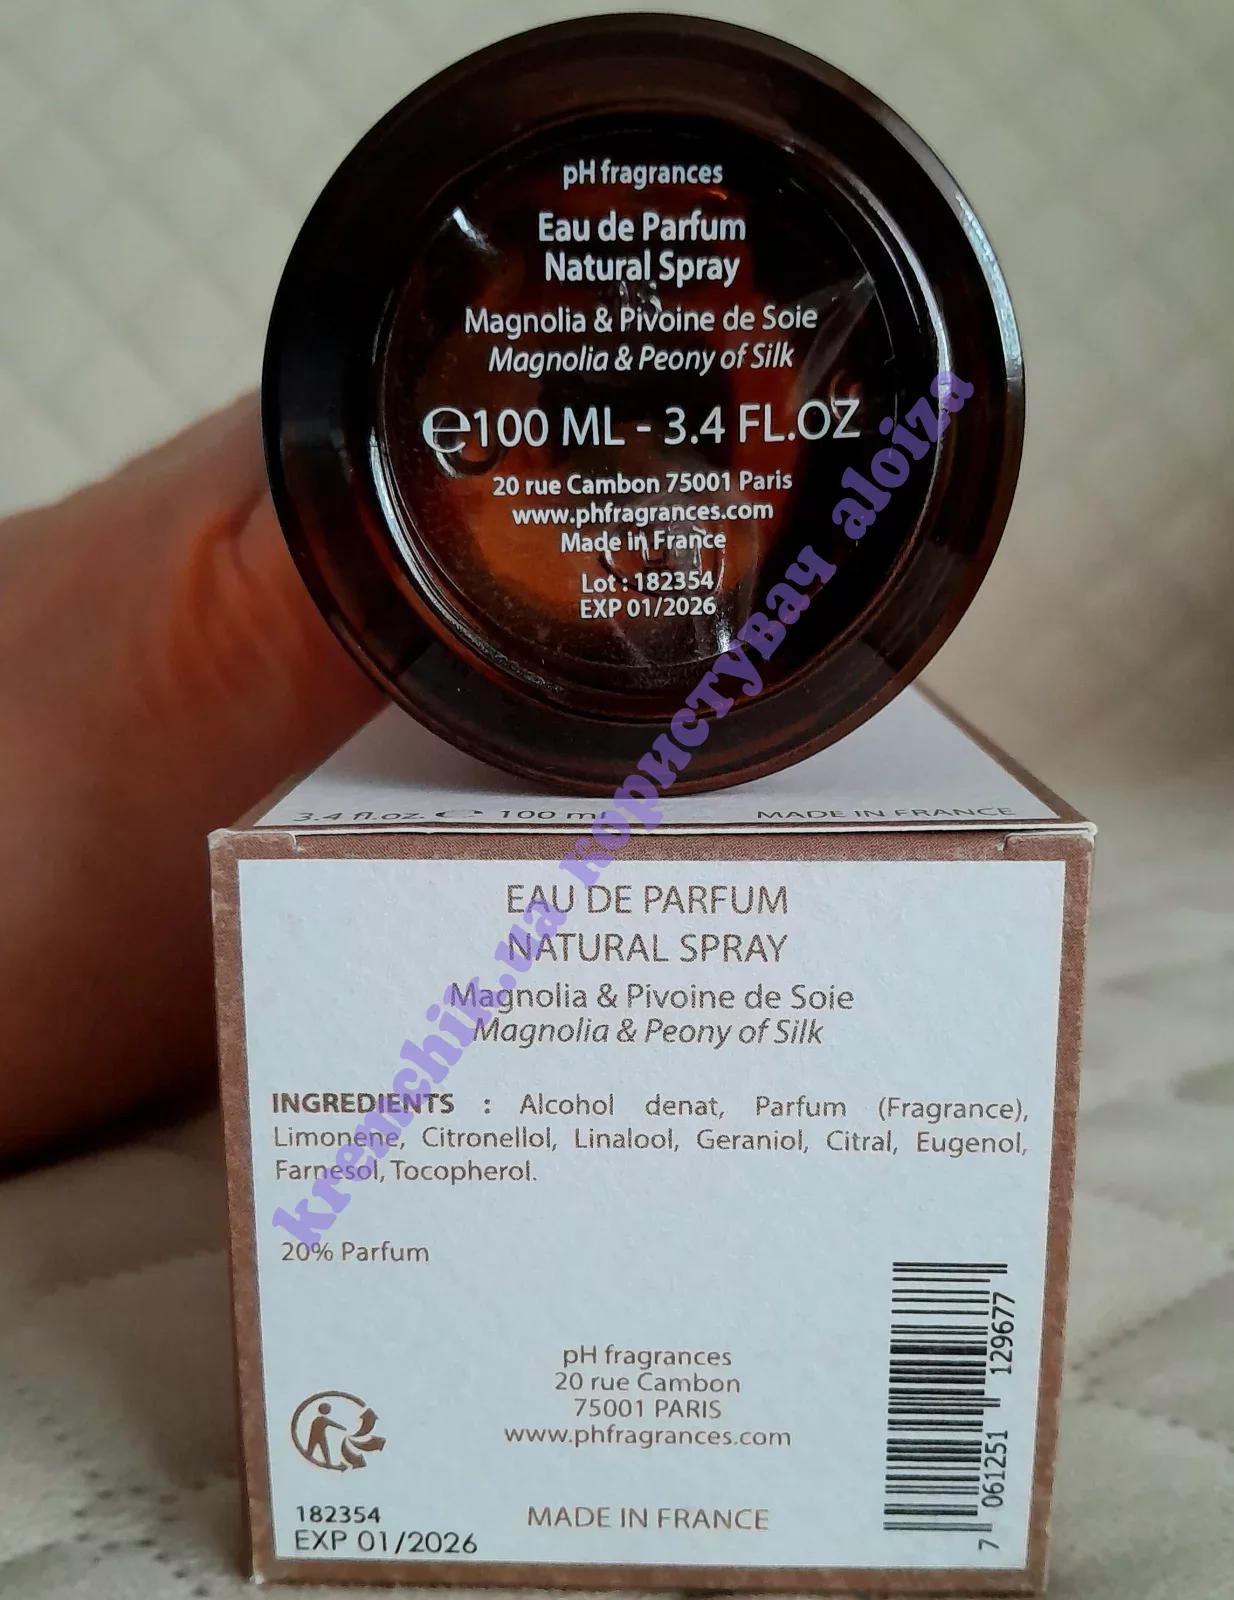 pH fragrances
Eau de Parfum
Natural Spray
Magnolia & Pivoine de Soie
Magnolia & Peony of Silk
℮100 ML - 3.4 FL.OZ
20 rue Cambon 75001 Paris
www.phfragrances.com
Made in France
Lot : 182354
EXP 01/2026
3.4 fl.oz. ℮ 100 ml
MADE IN FRANCE
EAU DE PARFUM
NATURAL SPRAY
Magnolia & Pivoine de Soie
Magnolia & Peony of Silk
INGREDIENTS : Alcohol denat, Parfum (Fragrance),
Limonene, Citronellol, Linalool, Geraniol, Citral, Eugenol,
Farnesol, Tocopherol.
20% Parfum
pH fragrances
20 rue Cambon
75001 PARIS
www.phfragrances.com
182354
EXP 01/2026
MADE IN FRANCE
7 061251 129677
kremchik.ua користувач aloiza